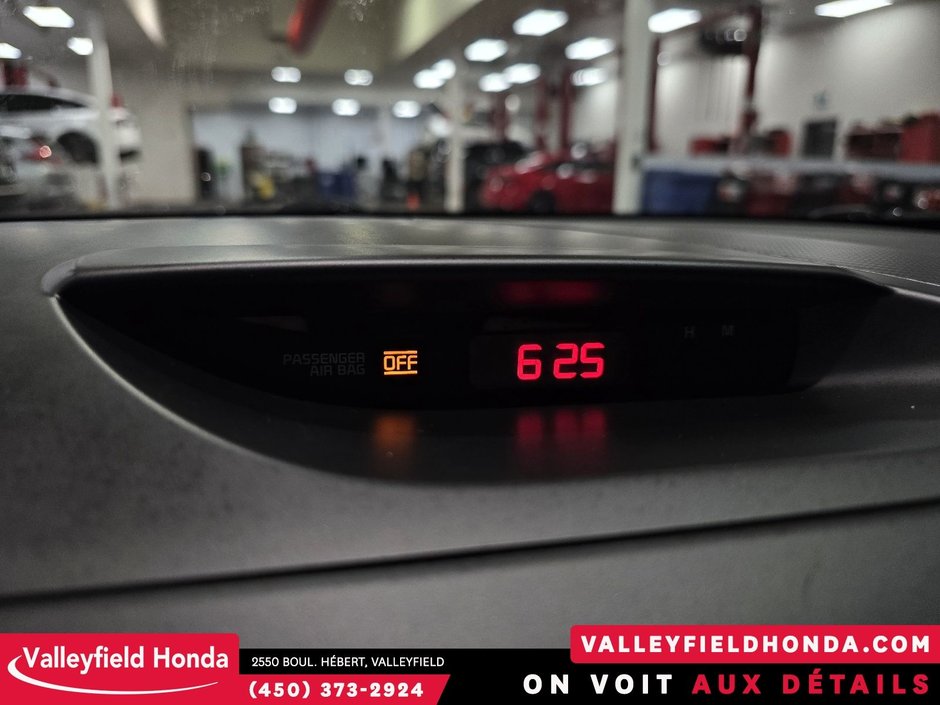 H M
PASSENGER
AIR BAG
OFF
6 25
Valleyfield Honda
2550 BOUL. HÉBERT, VALLEYFIELD
(450) 373-2924
VALLEYFIELDHONDA.COM
ON VOIT AUX DÉTAILS